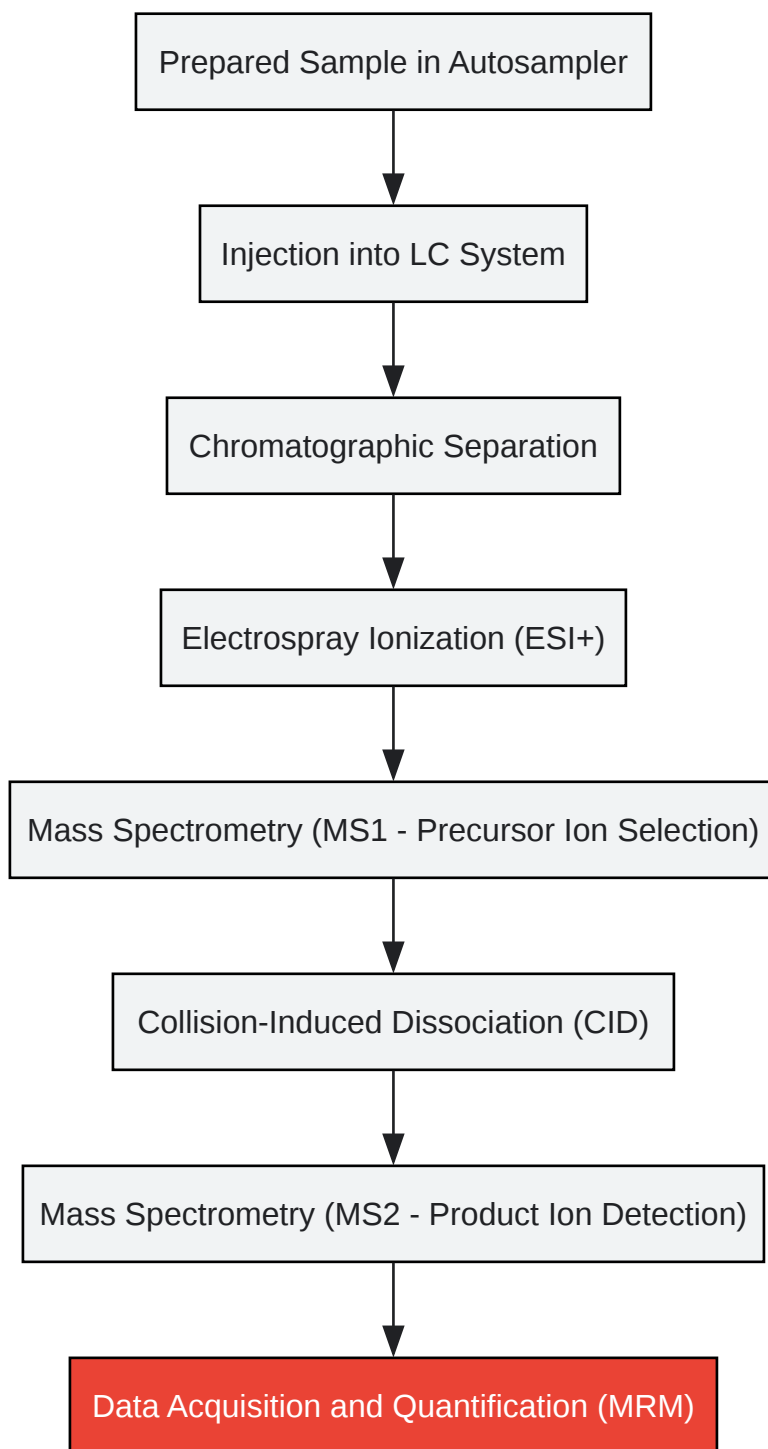 Prepared Sample in Autosampler
Injection into LC System
Chromatographic Separation
Electrospray Ionization (ESI+)
Mass Spectrometry (MS1 - Precursor Ion Selection)
Collision-Induced Dissociation (CID)
Mass Spectrometry (MS2 - Product Ion Detection)
Data Acquisition and Quantification (MRM)